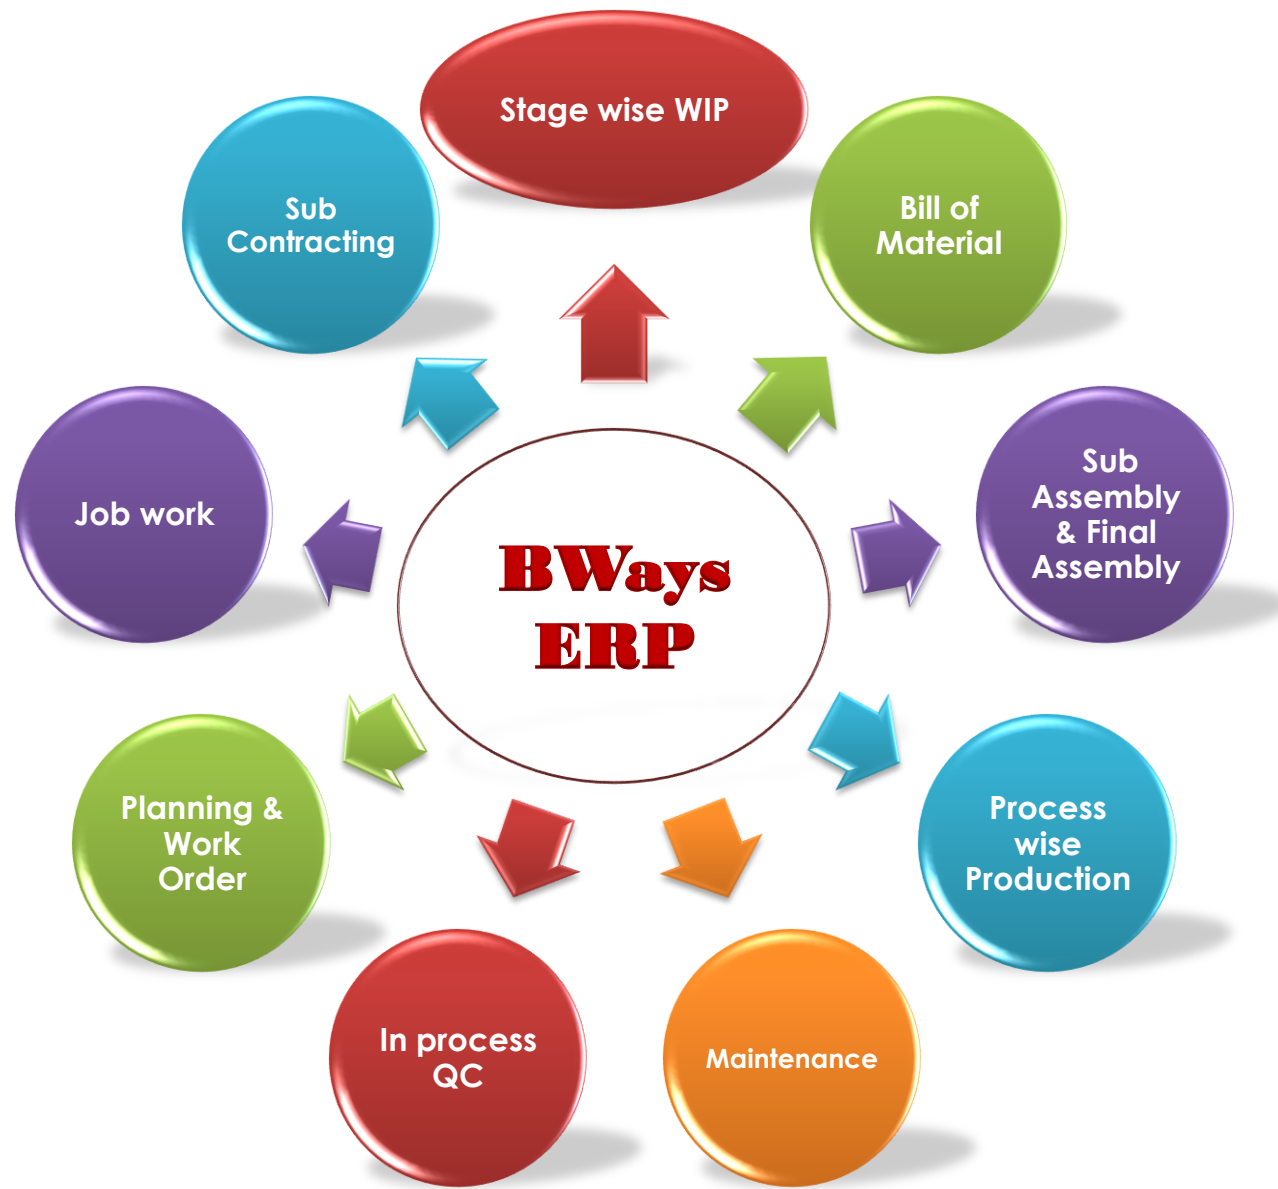 Stage wise WIP
Sub
Contracting
Bill of
Material
Job work
Sub
Assembly
& Final
Assembly
BWays
ERP
Planning &
Work
Order
Process
wise
Production
In process
QC
Maintenance